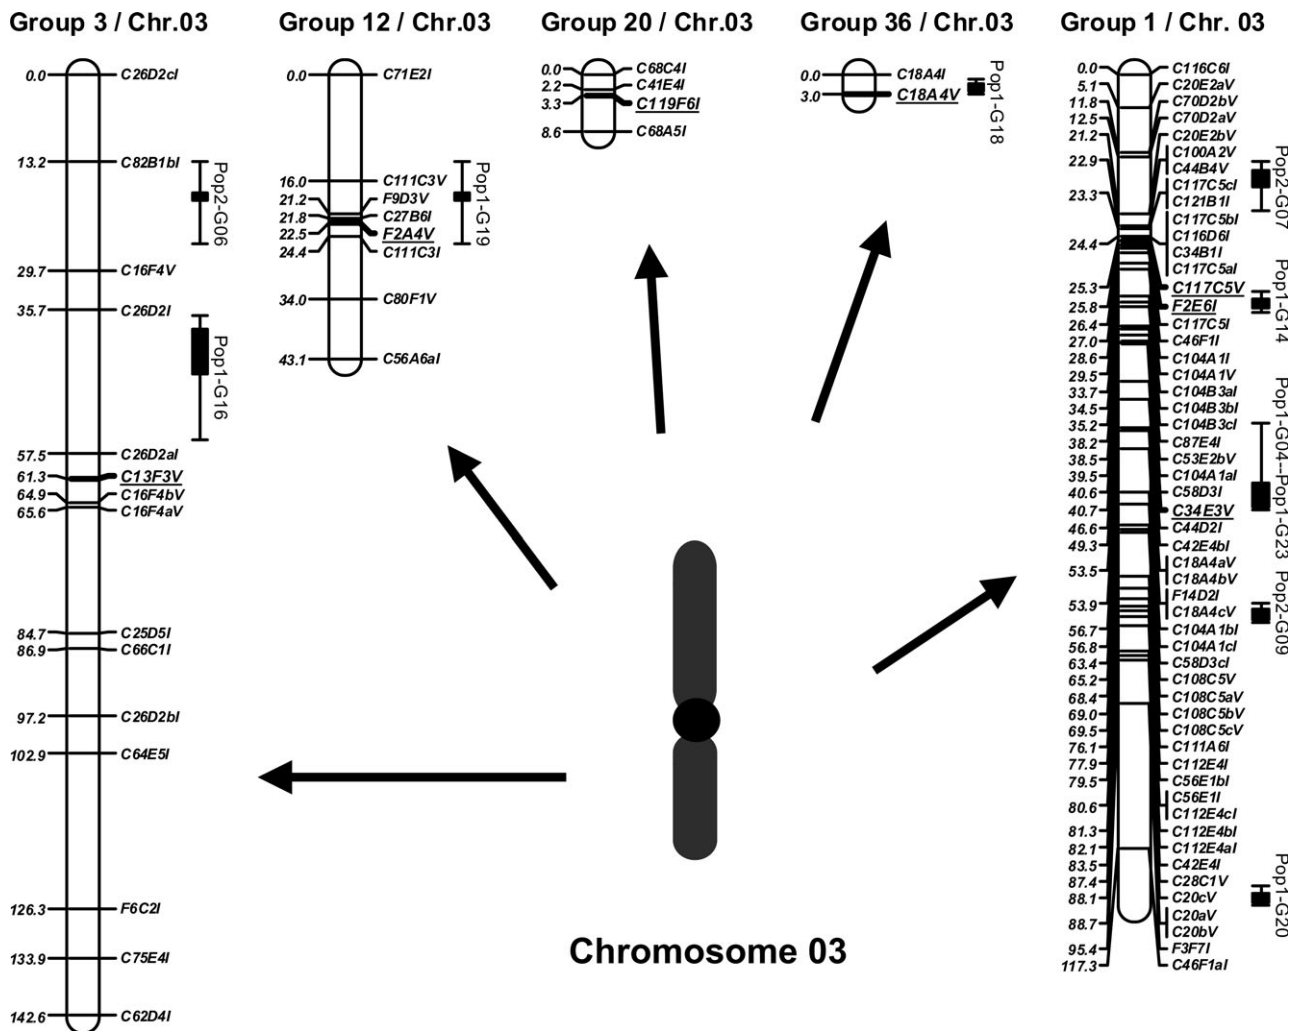 Group 3 / Chr.03
0.0 C26D2cI
13.2 C82B1bI
29.7 C16F4V
35.7 C26D2I
57.5 C26D2aI
61.3 C13F3V
64.9 C16F4bV
65.6 C16F4aV
84.7 C25D5I
86.9 C66C1I
97.2 C26D2bI
102.9 C64E5I
126.3 F6C2I
133.9 C75E4I
142.6 C62D4I
Pop2-G06
Pop1-G16
Group 12 / Chr.03
0.0 C71E2I
16.0 C111C3V
21.2 F9D3V
21.8 C27B6I
22.5 F2A4V
24.4 C111C3I
34.0 C80F1V
43.1 C56A6aI
Pop1-G19
Group 20 / Chr.03
0.0 C68C4I
2.2 C41E4I
3.3 C119F6I
8.6 C68A5I
Group 36 / Chr.03
0.0 C18A4I
3.0 C18A4V
Pop1-G18
Group 1 / Chr. 03
0.0 C116C6I
5.1 C20E2aV
11.8 C70D2bV
12.5 C70D2aV
21.2 C20E2bV
22.9 C100A2V
C44B4V
23.3 C117C5cI
C121B1I
24.4 C117C5bI
C116D6I
C34B1I
C117C5aI
25.3 C117C5V
25.8 F2E6I
26.4 C117C5I
27.0 C46F1I
28.6 C104A1I
29.5 C104A1V
33.7 C104B3aI
34.5 C104B3bI
35.2 C104B3cI
38.2 C87E4I
38.5 C53E2bV
39.5 C104A1aI
40.6 C58D3I
40.7 C34E3V
46.6 C44D2I
49.3 C42E4bI
53.5 C18A4aV
C18A4bV
53.9 F14D2I
C18A4cV
56.7 C104A1bI
56.8 C104A1cI
63.4 C58D3cI
65.2 C108C5V
68.4 C108C5aV
69.0 C108C5bV
69.5 C108C5cV
76.1 C111A6I
77.9 C112E4I
79.5 C56E1bI
80.6 C56E1I
C112E4cI
81.3 C112E4bI
82.1 C112E4aI
83.5 C42E4I
87.4 C28C1V
88.1 C20cV
88.7 C20aV
C20bV
95.4 F3F7I
117.3 C46F1aI
Pop2-G07
Pop1-G14
Pop1-G04--Pop1-G23
Pop2-G09
Pop1-G20
Chromosome 03